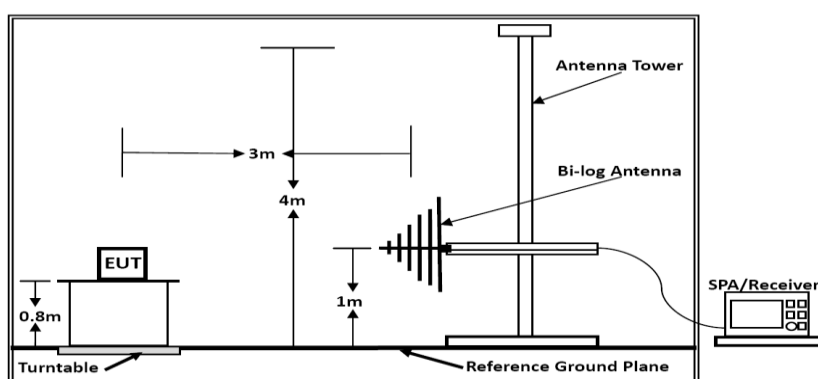 Antenna Tower
3m
Bi-log Antenna
4m
EUT
SPA/Receiver
1m
0.8m
Turntable
Reference Ground Plane